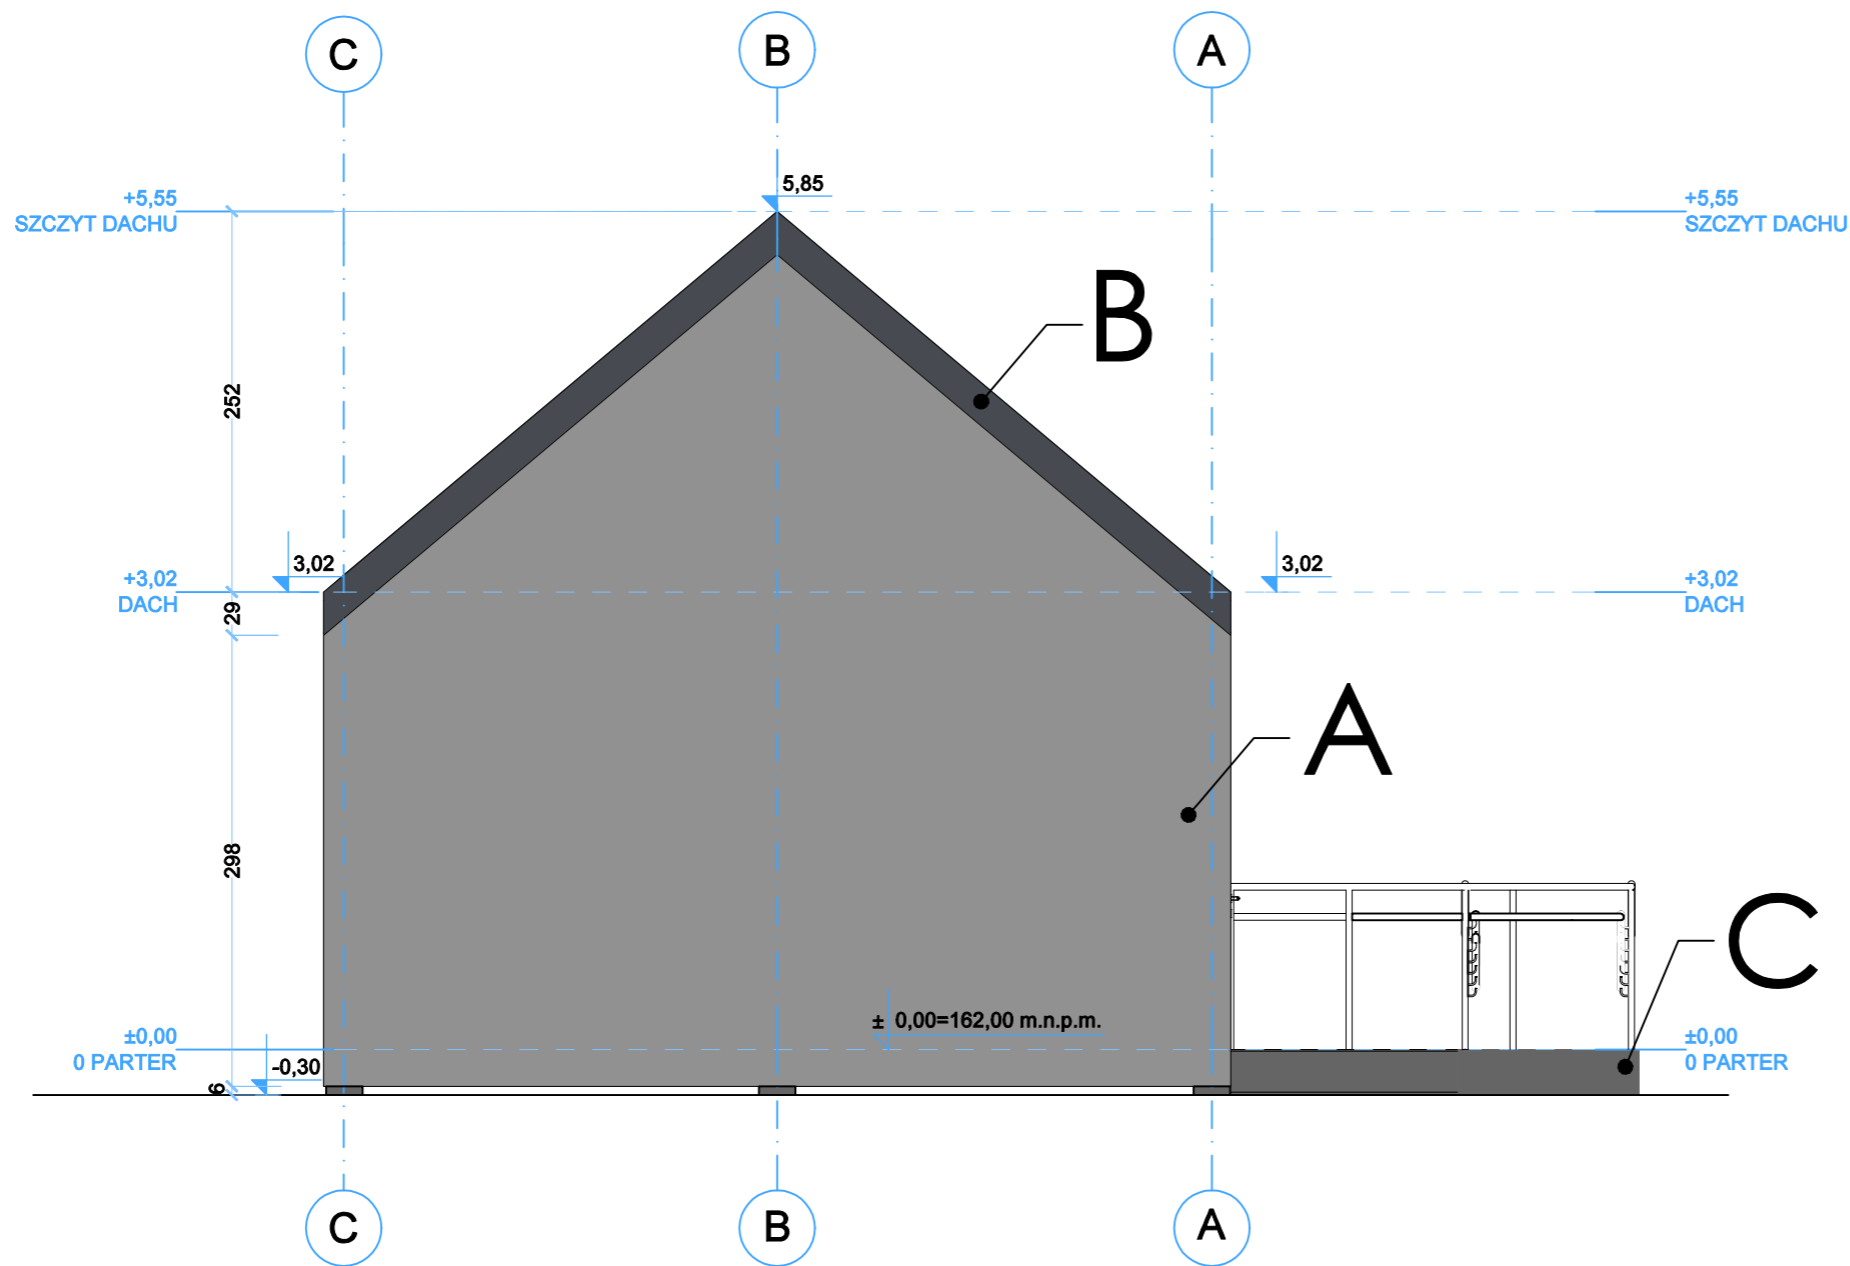 C
B
A
5,85
+5,55
SZCZYT DACHU
+5,55
SZCZYT DACHU
B
252
3,02
3,02
+3,02
DACH
+3,02
DACH
29
A
298
C
± 0,00=162,00 m.n.p.m.
±0,00
0 PARTER
±0,00
0 PARTER
-0,30
6
C
B
A